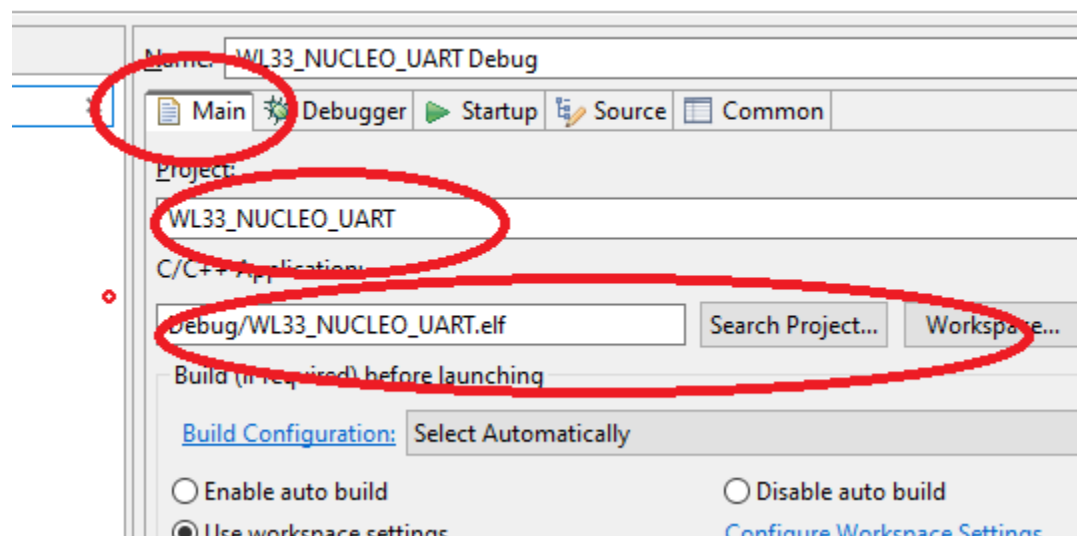 Name: WL33_NUCLEO_UART Debug
Main Debugger Startup Source Common
Project:
WL33_NUCLEO_UART
C/C++ Application:
Debug/WL33_NUCLEO_UART.elf Search Project... Workspace...
Build (if required) before launching
Build Configuration: Select Automatically
Enable auto build Disable auto build
Use workspace settings Configure Workspace Settings